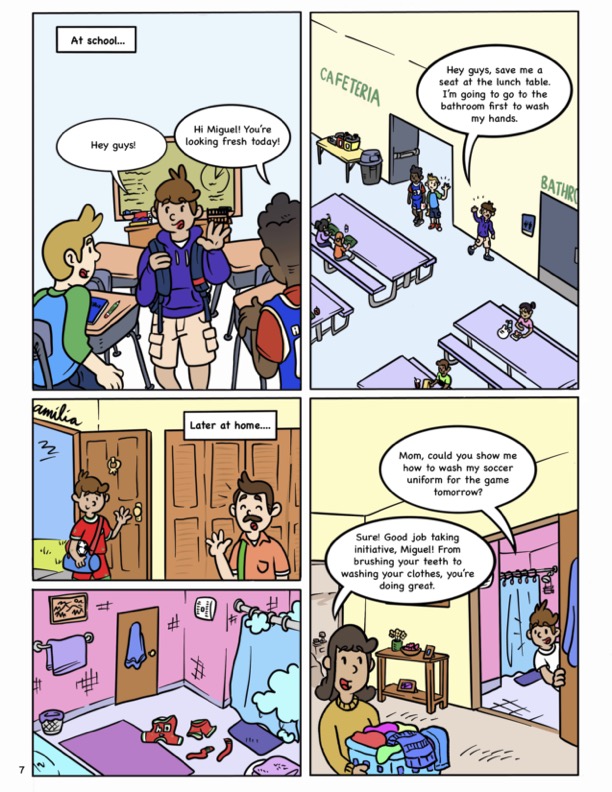 At school...
Hey guys!
Hi Miguel! You're
looking fresh today!
CAFETERIA
Hey guys, save me a
seat at the lunch table.
I'm going to go to the
bathroom first to wash
my hands.
BATHRO
amilia
Later at home....
Mom, could you show me
how to wash my soccer
uniform for the game
tomorrow?
Sure! Good job taking
initiative, Miguel! From
brushing your teeth to
washing your clothes, you're
doing great.
7